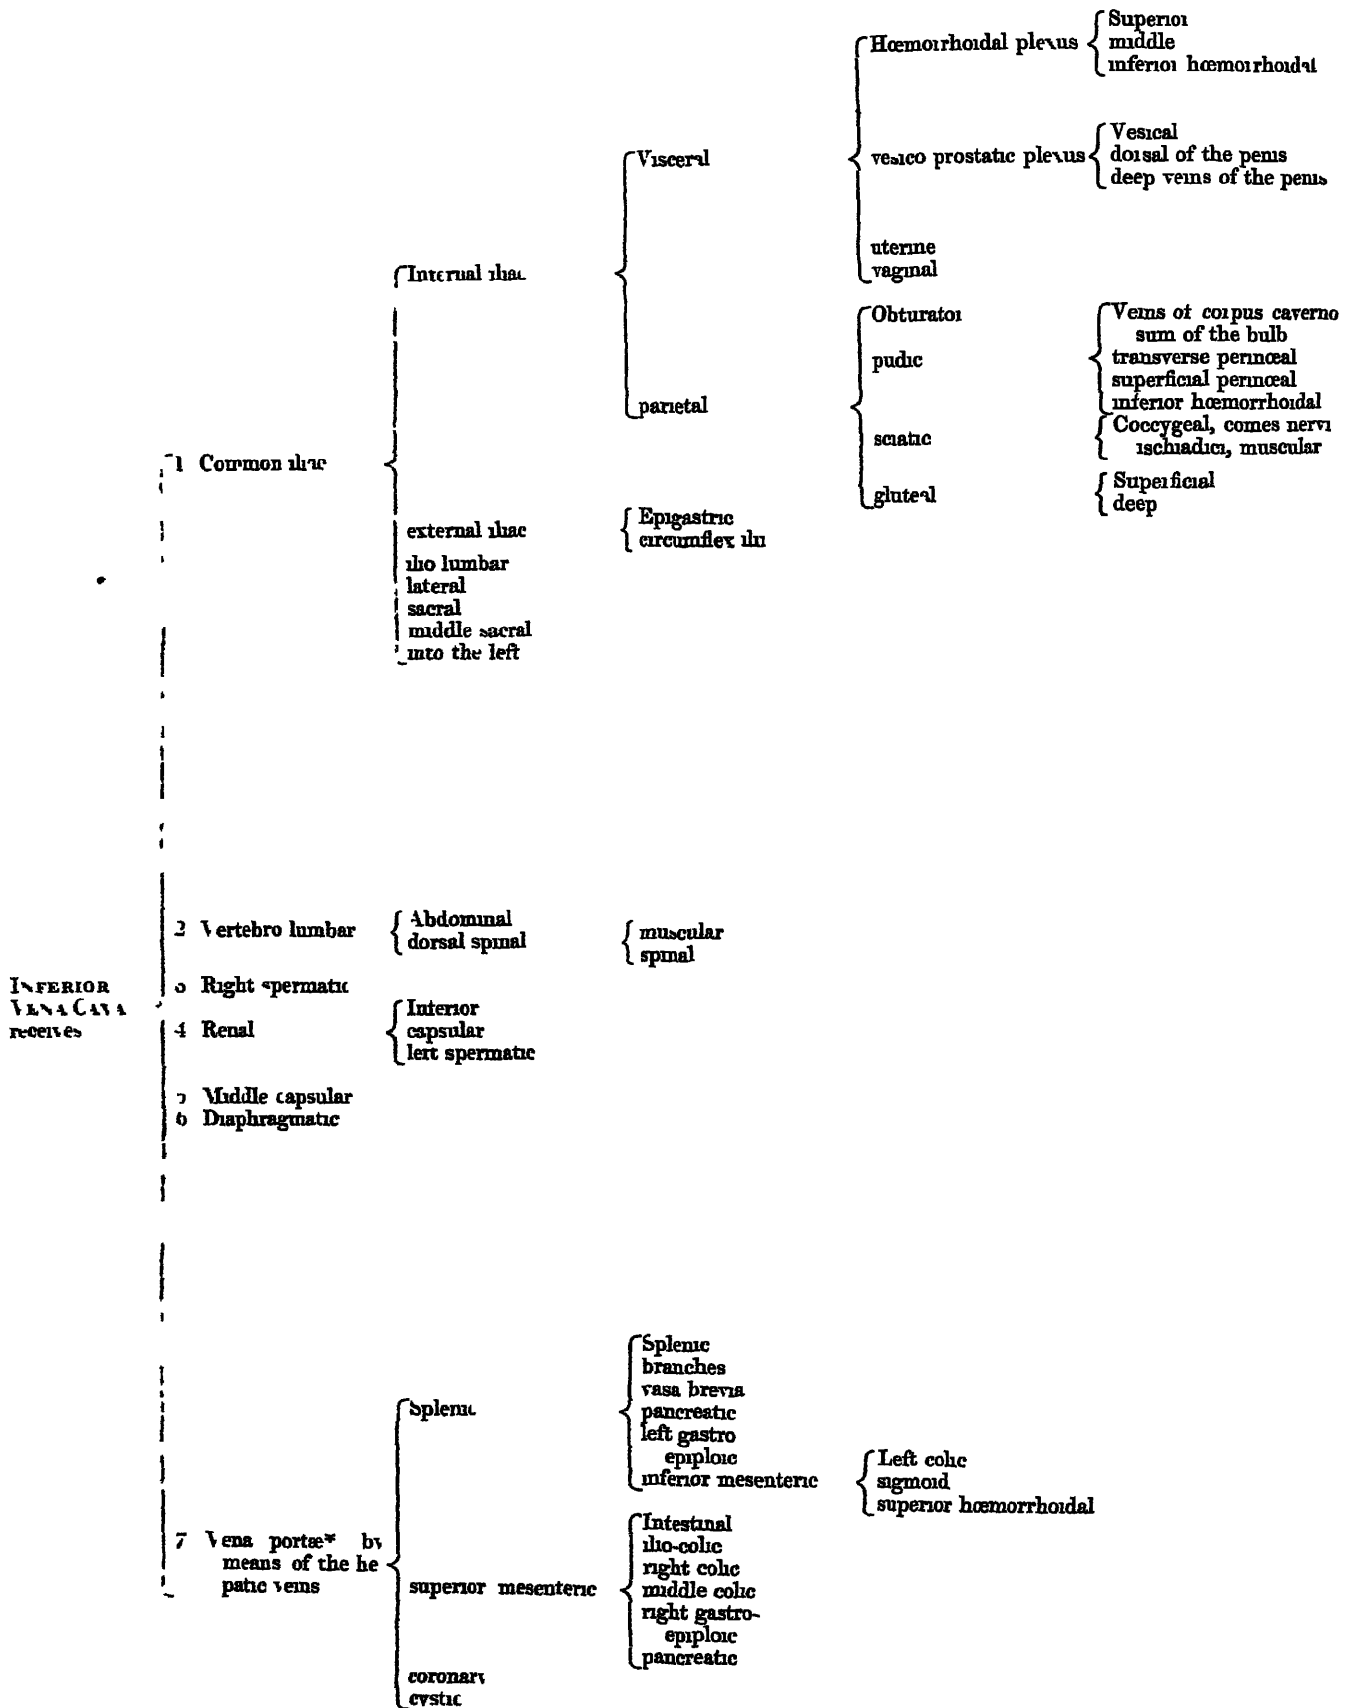 INFERIOR
VENA CAVA
receives
1 Common iliac
Internal iliac
Visceral
Hœmorrhoidal plexus
Superior
middle
inferior hœmorrhoidal
vesico prostatic plexus
Vesical
dorsal of the penis
deep veins of the penis
uterine
vaginal
parietal
Obturator
pudic
Veins of corpus caverno
sum of the bulb
transverse perinœal
superficial perinœal
inferior hœmorrhoidal
sciatic
Coccygeal, comes nervi
ischiadici, muscular
gluteal
Superficial
deep
external iliac
Epigastric
circumflex ilii
ilio lumbar
lateral
sacral
middle sacral
into the left
2 Vertebro lumbar
Abdominal
dorsal spinal
muscular
spinal
3 Right spermatic
4 Renal
Inferior
capsular
left spermatic
5 Middle capsular
6 Diaphragmatic
7 Vena portæ* by
means of the he
patic veins
Splenic
Splenic
branches
vasa brevia
pancreatic
left gastro
epiploic
inferior mesenteric
Left colic
sigmoid
superior hœmorrhoidal
superior mesenteric
Intestinal
ilio-colic
right colic
middle colic
right gastro-
epiploic
pancreatic
coronary
cystic